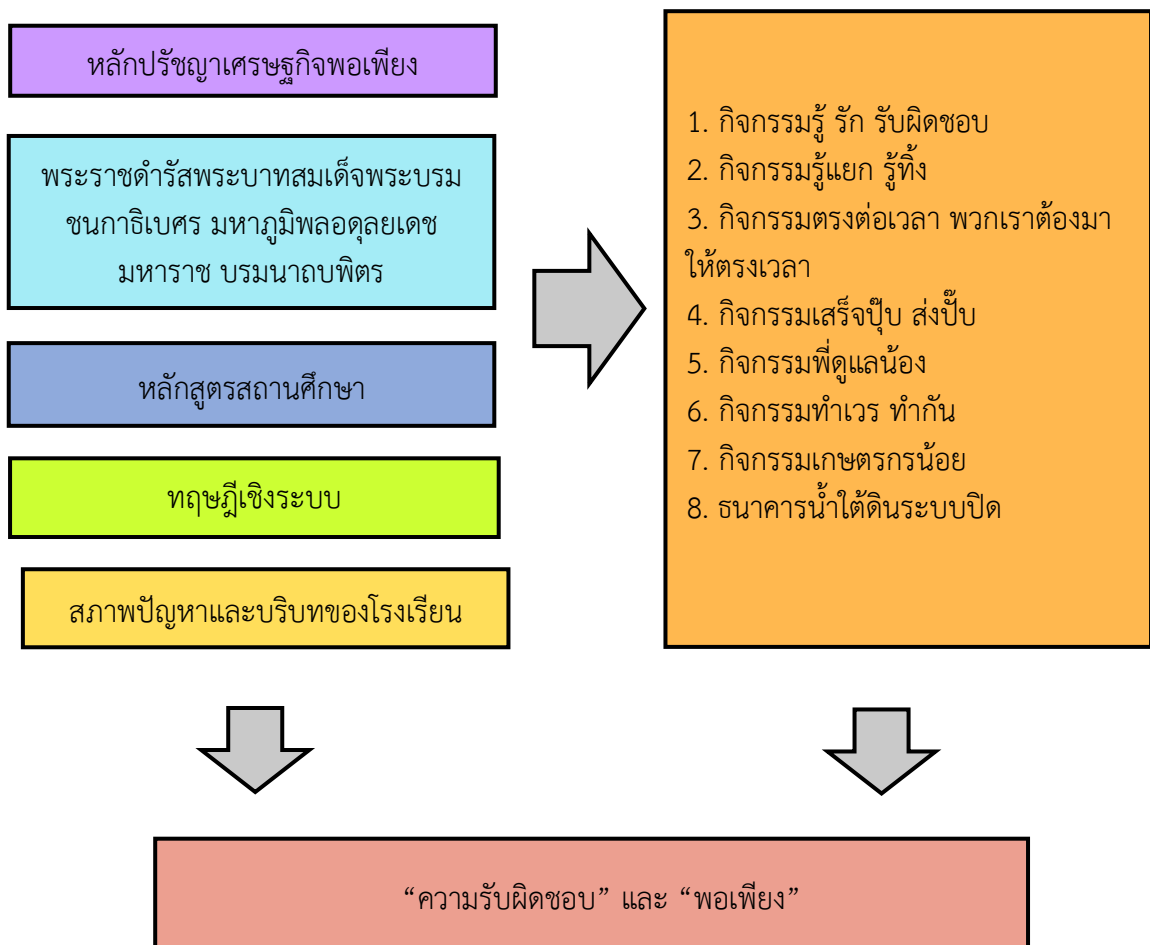 หลักปรัชญาเศรษฐกิจพอเพียง
พระราชดำรัสพระบาทสมเด็จพระบรม
ชนกาธิเบศร มหาภูมิพลอดุลยเดช
มหาราช บรมนาถบพิตร
หลักสูตรสถานศึกษา
ทฤษฎีเชิงระบบ
สภาพปัญหาและบริบทของโรงเรียน
1. กิจกรรมรู้ รัก รับผิดชอบ
2. กิจกรรมรู้แยก รู้ทิ้ง
3. กิจกรรมตรงต่อเวลา พวกเราต้องมา
ให้ตรงเวลา
4. กิจกรรมเสร็จปุ๊บ ส่งปั๊บ
5. กิจกรรมพี่ดูแลน้อง
6. กิจกรรมทำเวร ทำกัน
7. กิจกรรมเกษตรกรน้อย
8. ธนาคารน้ำใต้ดินระบบปิด
“ความรับผิดชอบ” และ “พอเพียง”